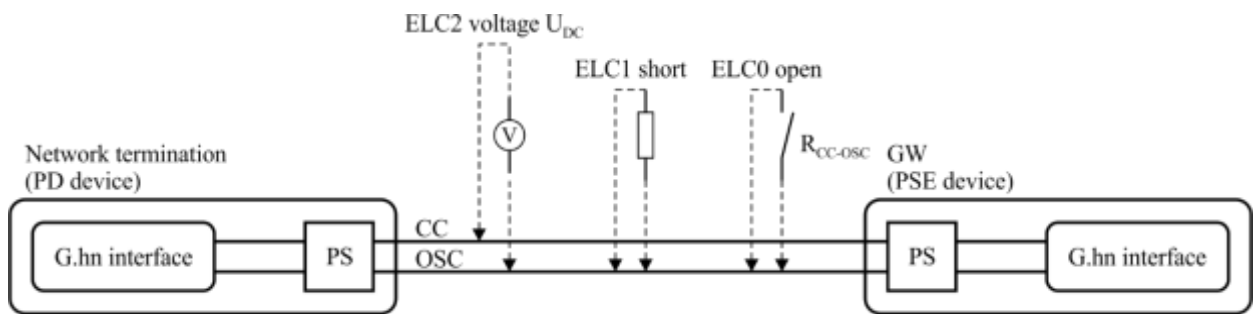 ELC2 voltage U_DC
ELC1 short
ELC0 open
V
R_CC-OSC
Network termination
(PD device)
GW
(PSE device)
G.hn interface
PS
CC
OSC
PS
G.hn interface